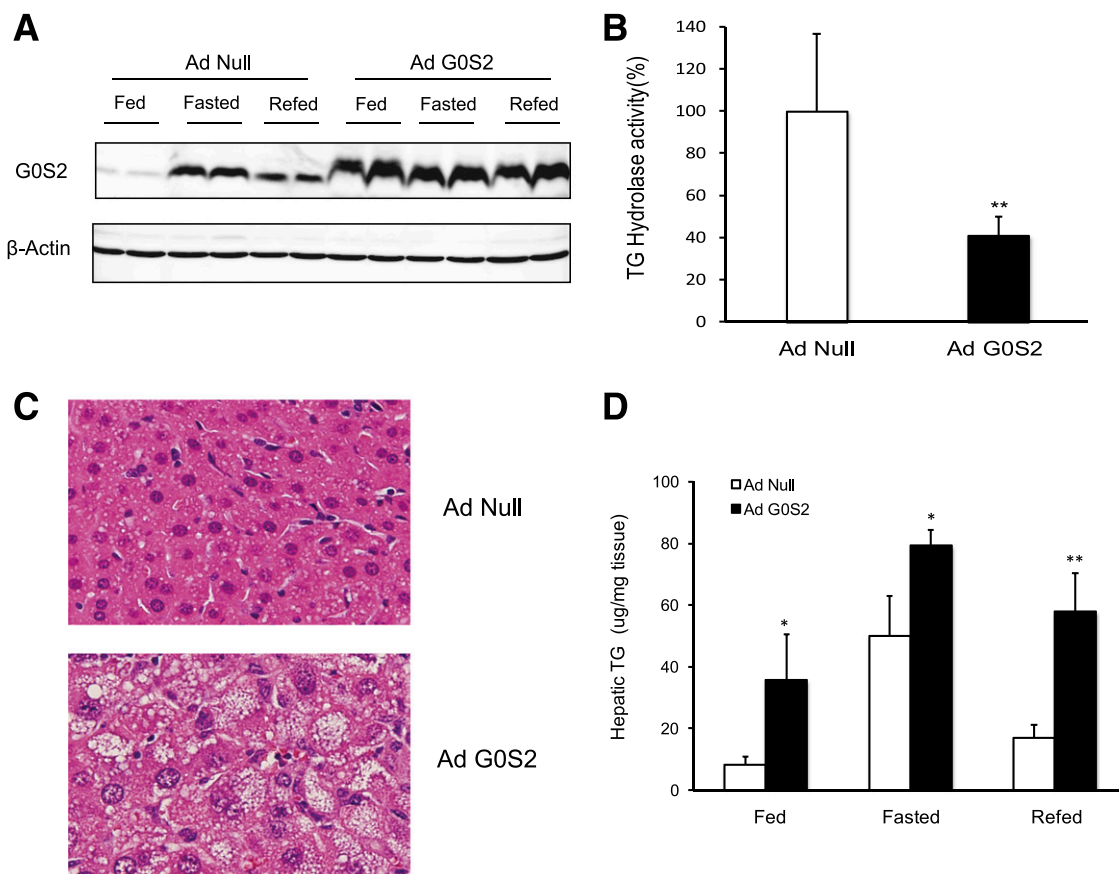 A
Ad Null Ad G0S2
Fed Fasted Refed Fed Fasted Refed
G0S2
β-Actin
B
TG Hydrolase activity(%)
140
120
100
80
60
40
20
0
**
Ad Null Ad G0S2
C
Ad Null
Ad G0S2
D
Hepatic TG (ug/mg tissue)
100
80
60
40
20
0
Ad Null
Ad G0S2
*
*
**
Fed Fasted Refed